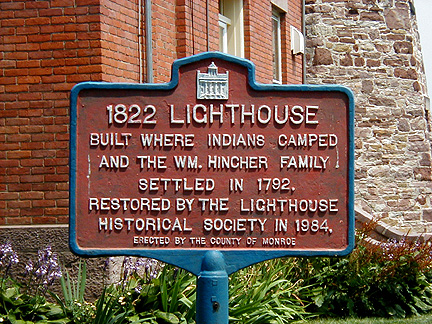 1822 LIGHTHOUSE
BUILT WHERE INDIANS CAMPED
AND THE WM. HINCHER FAMILY
SETTLED IN 1792.
RESTORED BY THE LIGHTHOUSE
HISTORICAL SOCIETY IN 1984.
ERECTED BY THE COUNTY OF MONROE